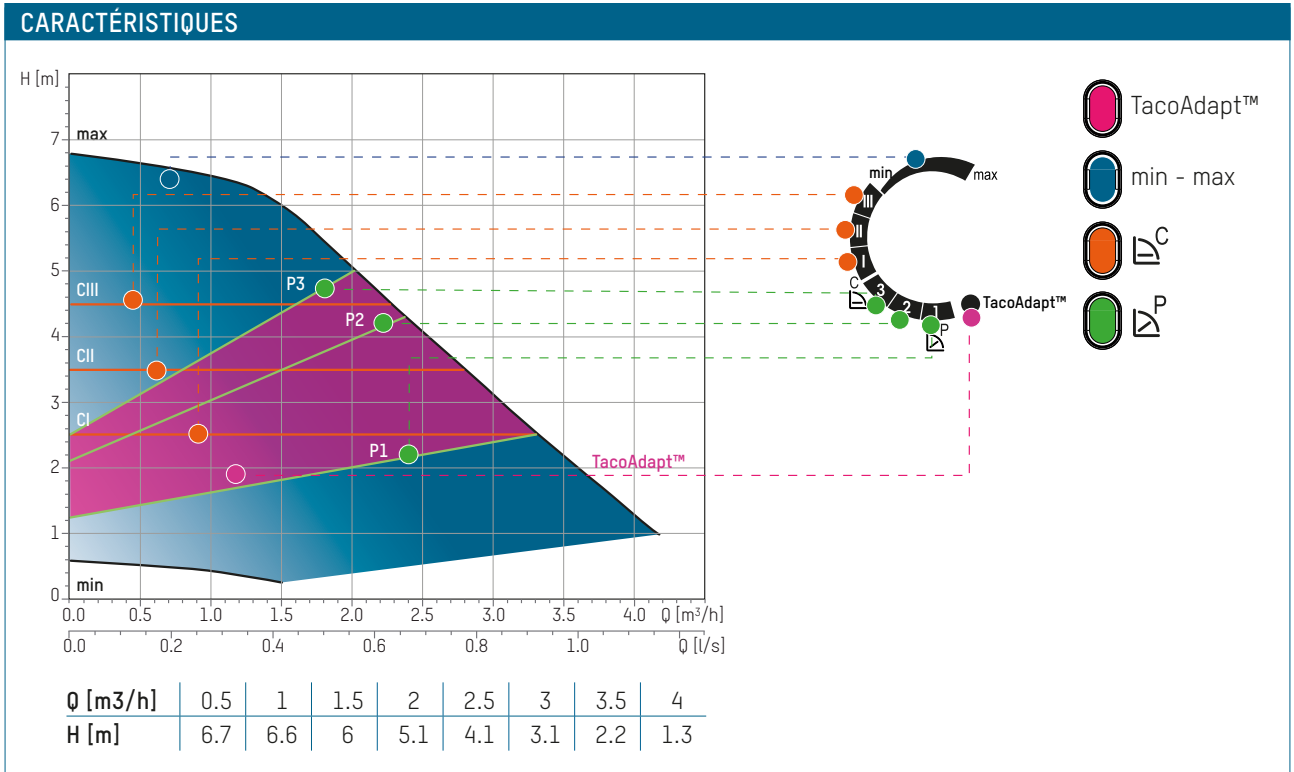 CARACTÉRISTIQUES
H [m]
7
6
5
4
3
2
1
0
max
CIII
CII
CI
P3
P2
P1
TacoAdapt™
min
0.0 0.5 1.0 1.5 2.0 2.5 3.0 3.5 4.0 Q [m³/h]
0.0 0.2 0.4 0.6 0.8 1.0 Q [l/s]
min
max
III
II
I
C
3
2
1
P
TacoAdapt™
TacoAdapt™
min - max
C
P
Q [m3/h] 0.5 1 1.5 2 2.5 3 3.5 4
H [m] 6.7 6.6 6 5.1 4.1 3.1 2.2 1.3